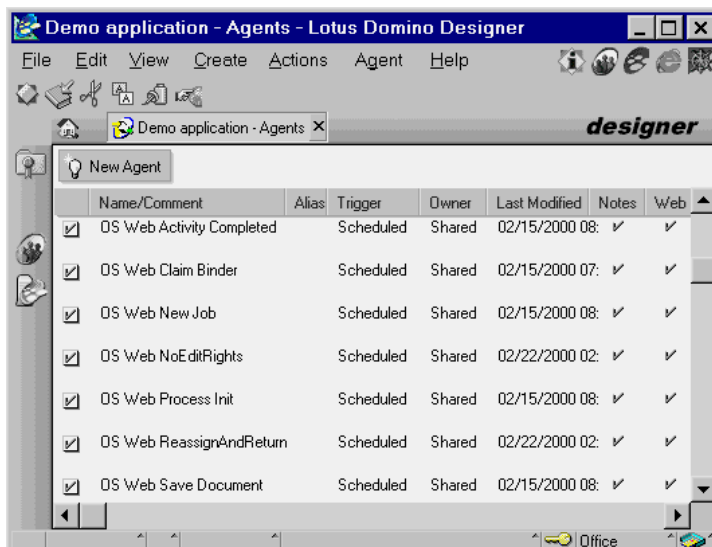 Demo application - Agents - Lotus Domino Designer
File Edit View Create Actions Agent Help
Demo application - Agents
designer
New Agent
Name/Comment Alias Trigger Owner Last Modified Notes Web
OS Web Activity Completed Scheduled Shared 02/15/2000 08:
OS Web Claim Binder Scheduled Shared 02/15/2000 07:
OS Web New Job Scheduled Shared 02/15/2000 08:
OS Web NoEditRights Scheduled Shared 02/22/2000 02:
OS Web Process Init Scheduled Shared 02/15/2000 08:
OS Web ReassignAndReturn Scheduled Shared 02/22/2000 02:
OS Web Save Document Scheduled Shared 02/15/2000 08:
Office